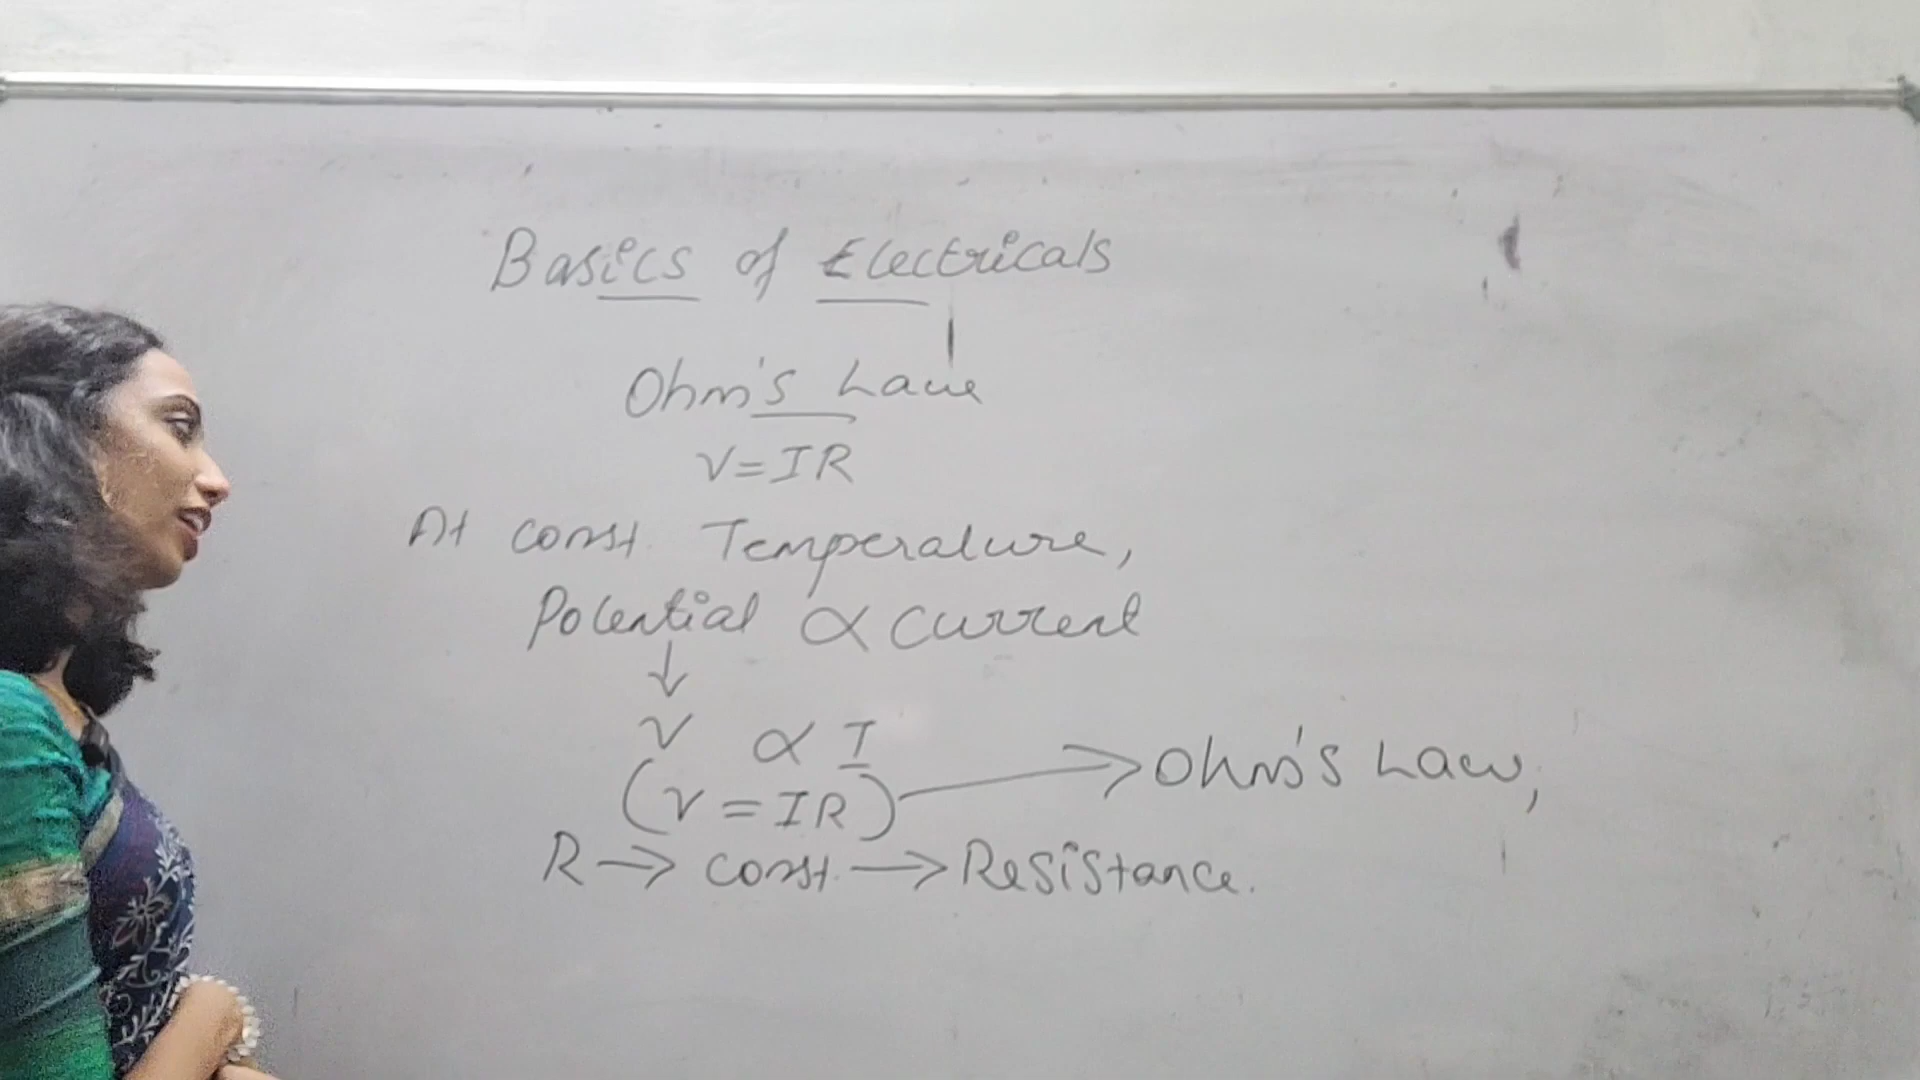 Basics of Electricals
Ohm's Law
V=IR
At const. Temperature,
Potential ∝ current
↓
V ∝ I
(V=IR) → Ohm's Law,
R → const. → Resistance.